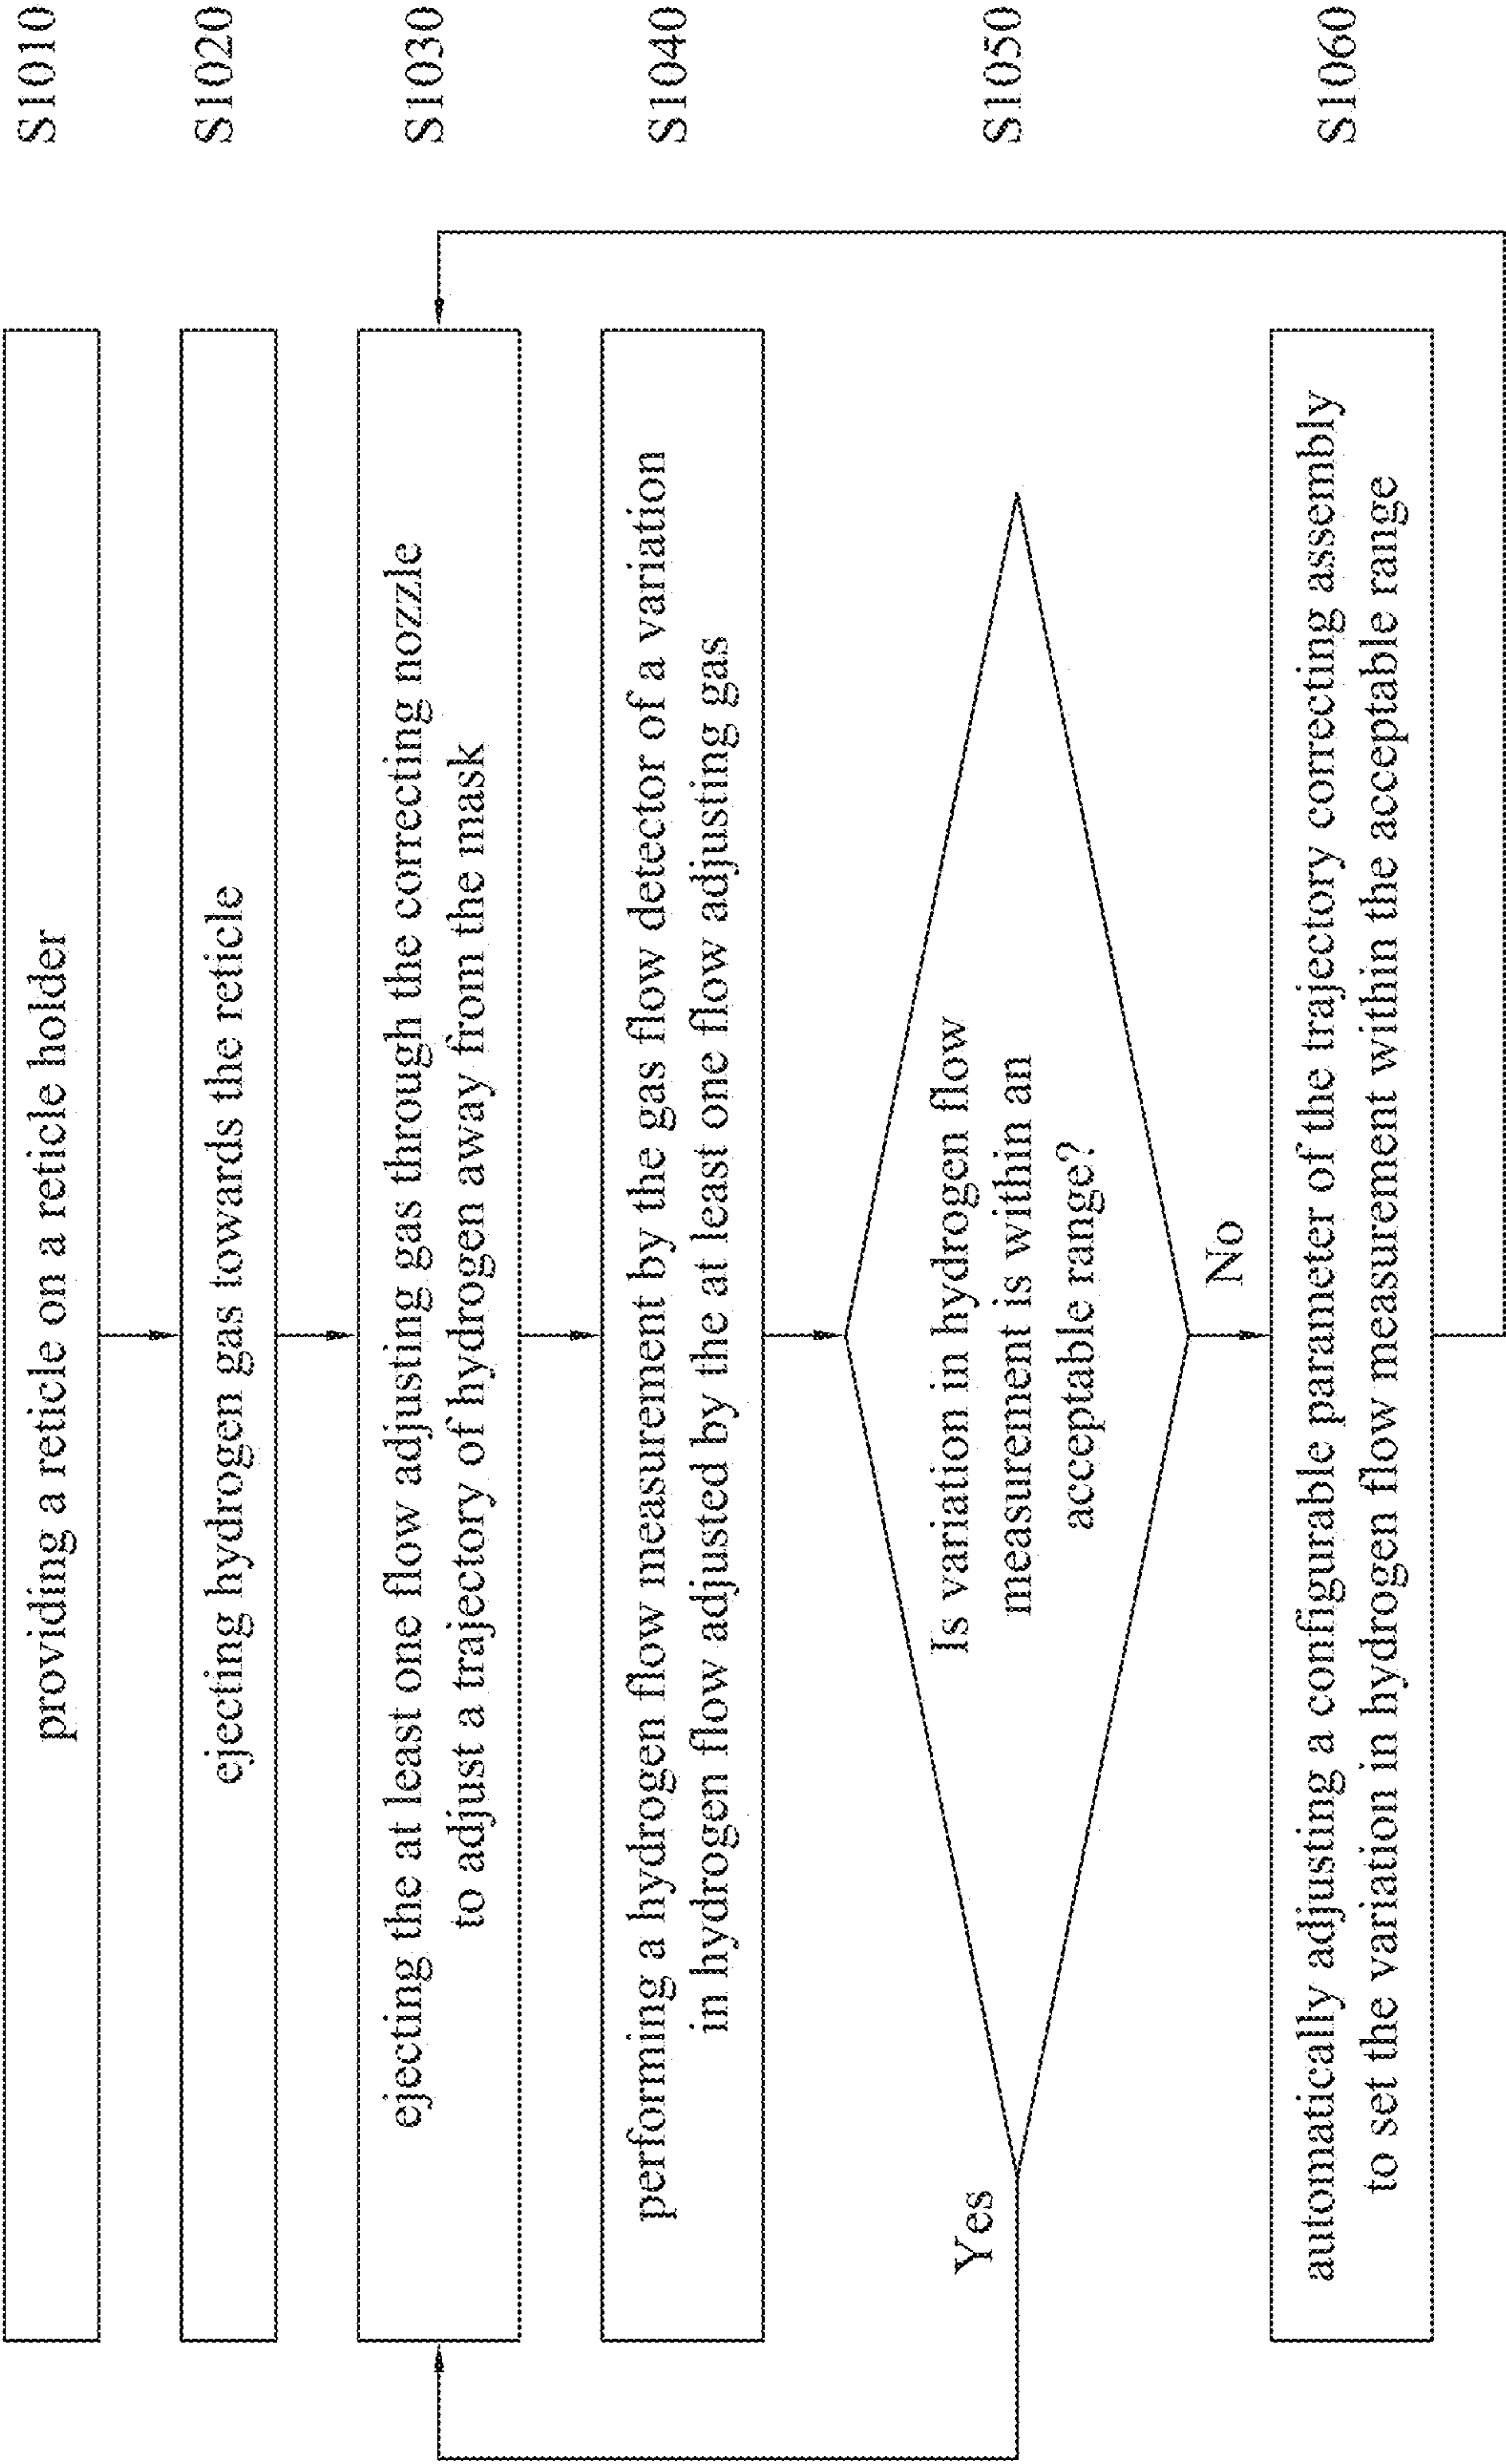 providing a reticle on a reticle holder
S1010
ejecting hydrogen gas towards the reticle
S1020
ejecting the at least one flow adjusting gas through the correcting nozzle
to adjust a trajectory of hydrogen away from the mask
S1030
performing a hydrogen flow measurement by the gas flow detector of a variation
in hydrogen flow adjusted by the at least one flow adjusting gas
S1040
Is variation in hydrogen flow
measurement is within an
acceptable range?
S1050
Yes
No
automatically adjusting a configurable parameter of the trajectory correcting assembly
to set the variation in hydrogen flow measurement within the acceptable range
S1060